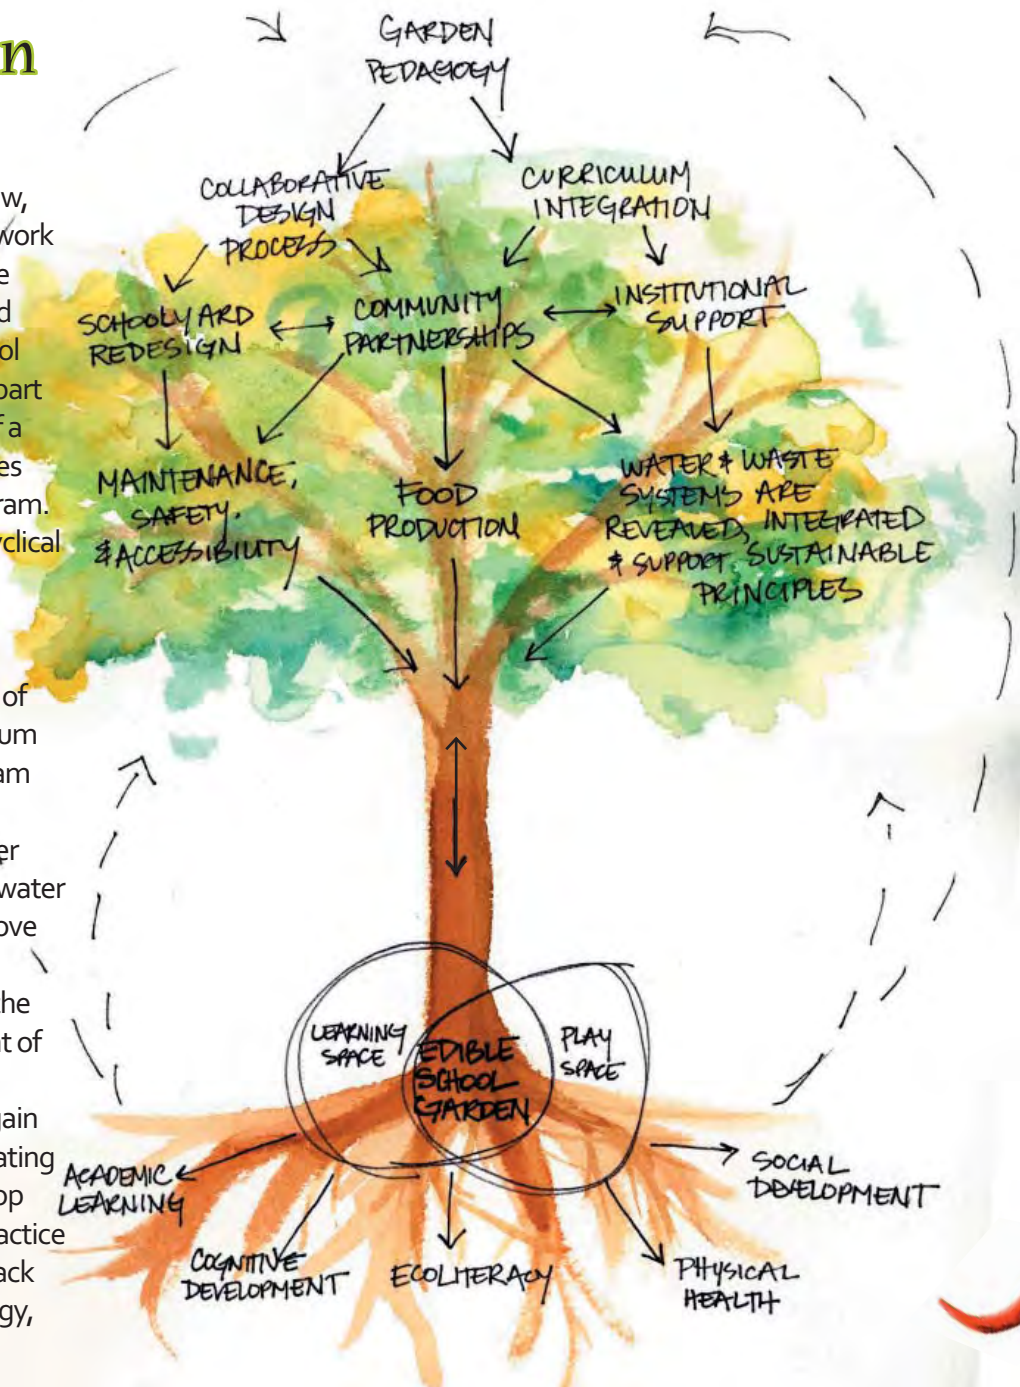 n
w,
work
e
d
ol
part
f a
es
ram.
yclical
of
um
am
er
water
ove
the
nt of
gain
ating
op
actice
ack
gy,
GARDEN
PEDAGOGY
COLLABORATIVE
DESIGN
PROCESS
CURRICULUM
INTEGRATION
SCHOOLYARD
REDESIGN
COMMUNITY
PARTNERSHIPS
INSTITUTIONAL
SUPPORT
MAINTENANCE,
SAFETY,
& ACCESSIBILITY
FOOD
PRODUCTION
WATER & WASTE
SYSTEMS ARE
REVEALED, INTEGRATED
& SUPPORT SUSTAINABLE
PRINCIPLES
LEARNING
SPACE
EDIBLE
SCHOOL
GARDEN
PLAY
SPACE
ACADEMIC
LEARNING
COGNITIVE
DEVELOPMENT
ECOLITERACY
PHYSICAL
HEALTH
SOCIAL
DEVELOPMENT